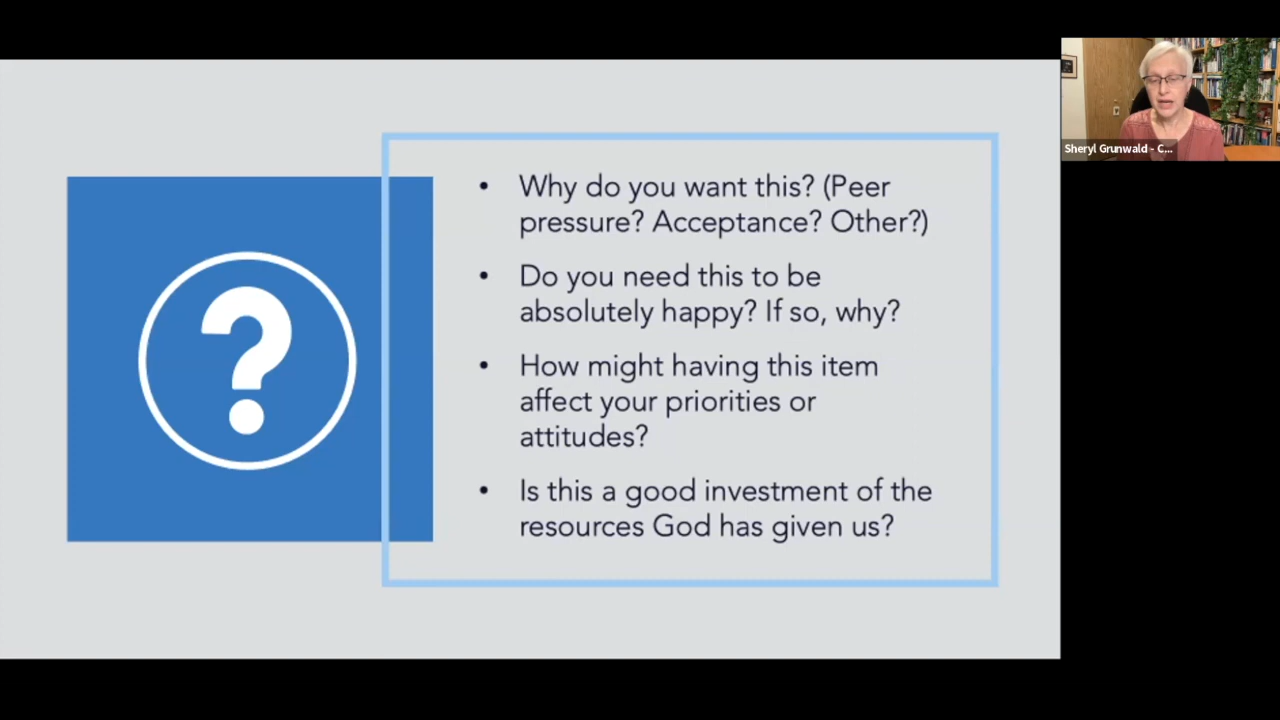 Why do you want this? (Peer
pressure? Acceptance? Other?)
Do you need this to be
absolutely happy? If so, why?
How might having this item
affect your priorities or
attitudes?
Is this a good investment of the
resources God has given us?
Sheryl Grunwald - C...
?